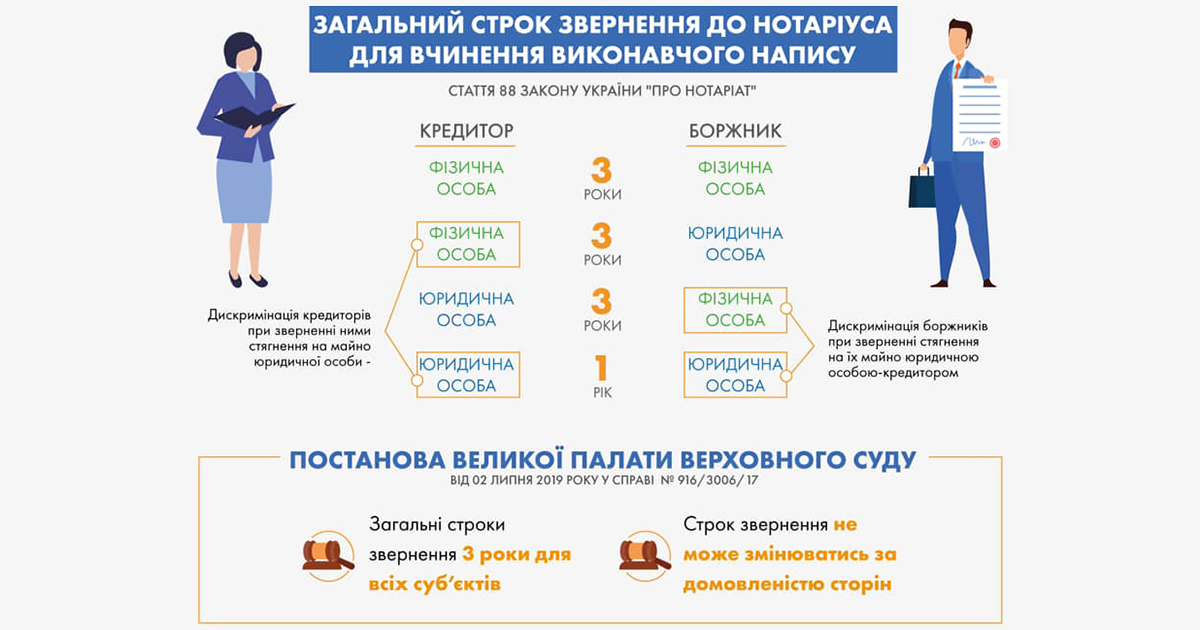 ЗАГАЛЬНИЙ СТРОК ЗВЕРНЕННЯ ДО НОТАРІУСА
ДЛЯ ВЧИНЕННЯ ВИКОНАВЧОГО НАПИСУ
СТАТТЯ 88 ЗАКОНУ УКРАЇНИ "ПРО НОТАРІАТ"
КРЕДИТОР
БОРЖНИК
ФІЗИЧНА
ОСОБА
3
РОКИ
ФІЗИЧНА
ОСОБА
ФІЗИЧНА
ОСОБА
3
РОКИ
ЮРИДИЧНА
ОСОБА
ЮРИДИЧНА
ОСОБА
3
РОКИ
ФІЗИЧНА
ОСОБА
ЮРИДИЧНА
ОСОБА
1
РІК
ЮРИДИЧНА
ОСОБА
Дискримінація кредиторів
при зверненні ними
стягнення на майно
юридичної особи -
Дискримінація боржників
при зверненні стягнення
на їх майно юридичною
особою-кредитором
ПОСТАНОВА ВЕЛИКОЇ ПАЛАТИ ВЕРХОВНОГО СУДУ
ВІД 02 ЛИПНЯ 2019 РОКУ У СПРАВІ № 916/3006/17
Загальні строки
звернення 3 роки для
всіх суб’єктів
Строк звернення не
може змінюватись за
домовленістю сторін